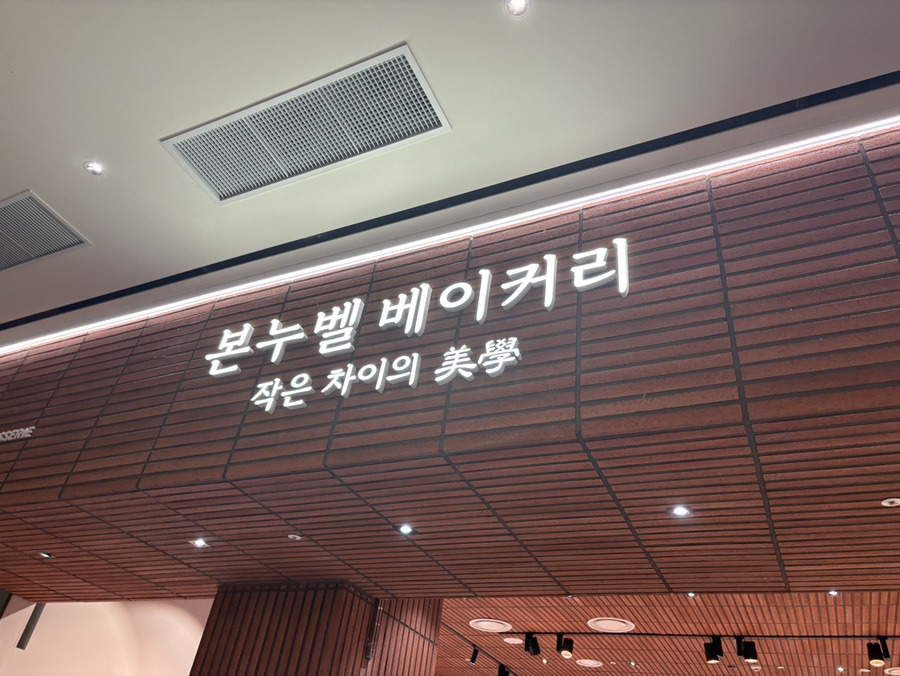 본누벨 베이커리
작은 차이의 美學